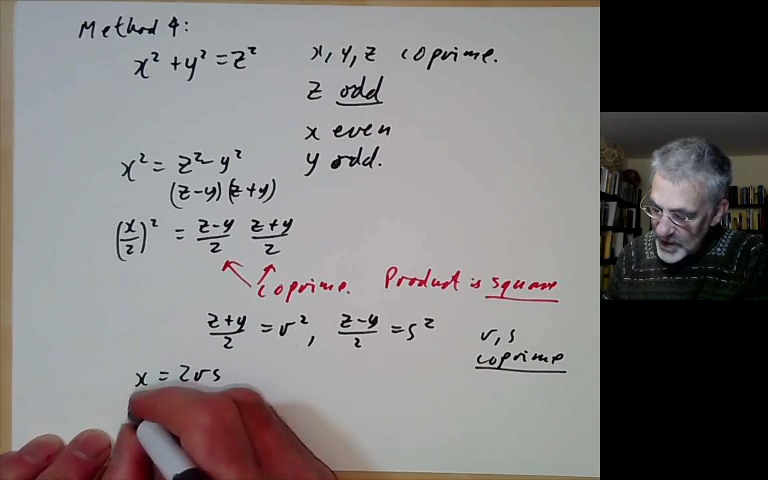 Method 4:
x² + y² = z² x, y, z coprime.
z odd
x even
x² = z² - y² y odd.
(z-y) (z+y)
(x/2)² = z-y/2 z+y/2
coprime. Product is square
z+y/2 = r², z-y/2 = s² r, s
coprime
x = 2rs